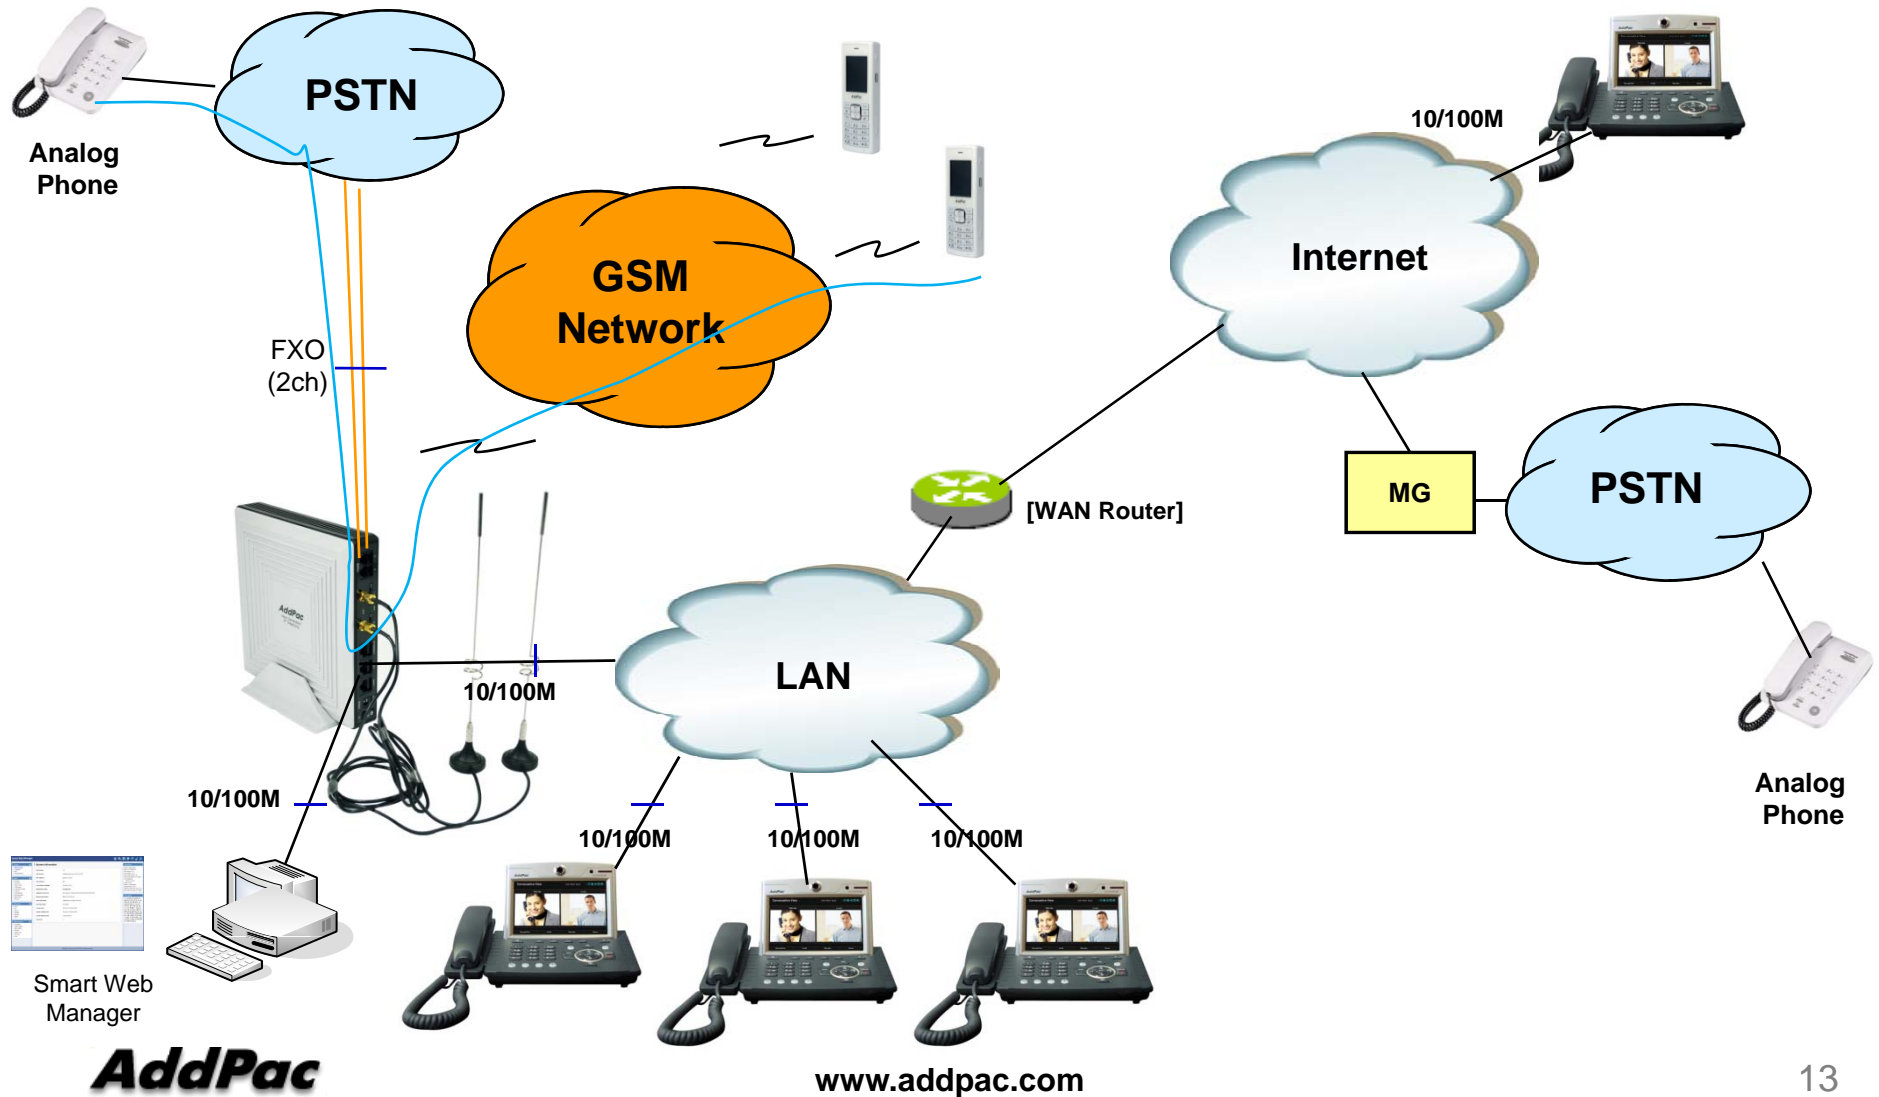 PSTN
Analog
Phone
10/100M
GSM
Network
Internet
FXO
(2ch)
MG
PSTN
[WAN Router]
AddPac
LAN
10/100M
10/100M
10/100M
10/100M
10/100M
Analog
Phone
Smart Web
Manager
AddPac
www.addpac.com
13